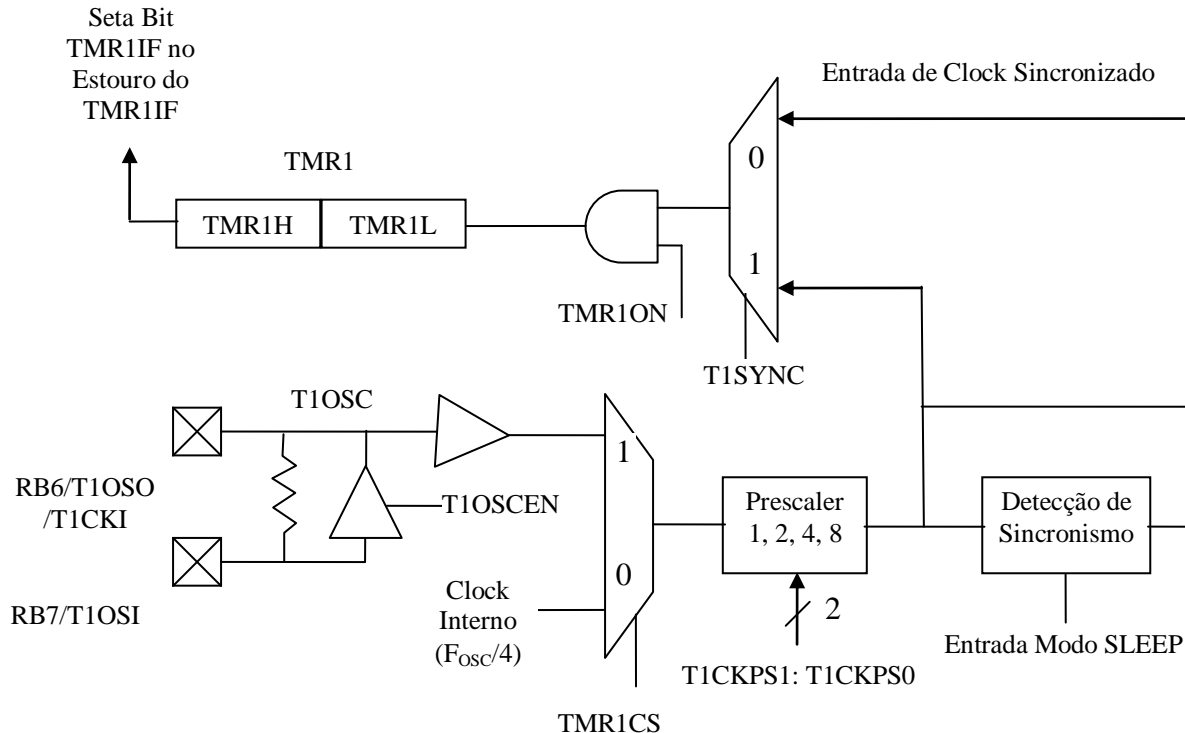 Seta Bit
TMR1IF no
Estouro do
TMR1IF
Entrada de Clock Sincronizado
TMR1
0
TMR1H
TMR1L
1
TMR1ON
T1SYNC
T1OSC
1
RB6/T1OSO
/T1CKI
T1OSCEN
Prescaler
1, 2, 4, 8
Detecção de
Sincronismo
0
Clock
Interno
(FOSC/4)
2
RB7/T1OSI
Entrada Modo SLEEP
T1CKPS1: T1CKPS0
TMR1CS